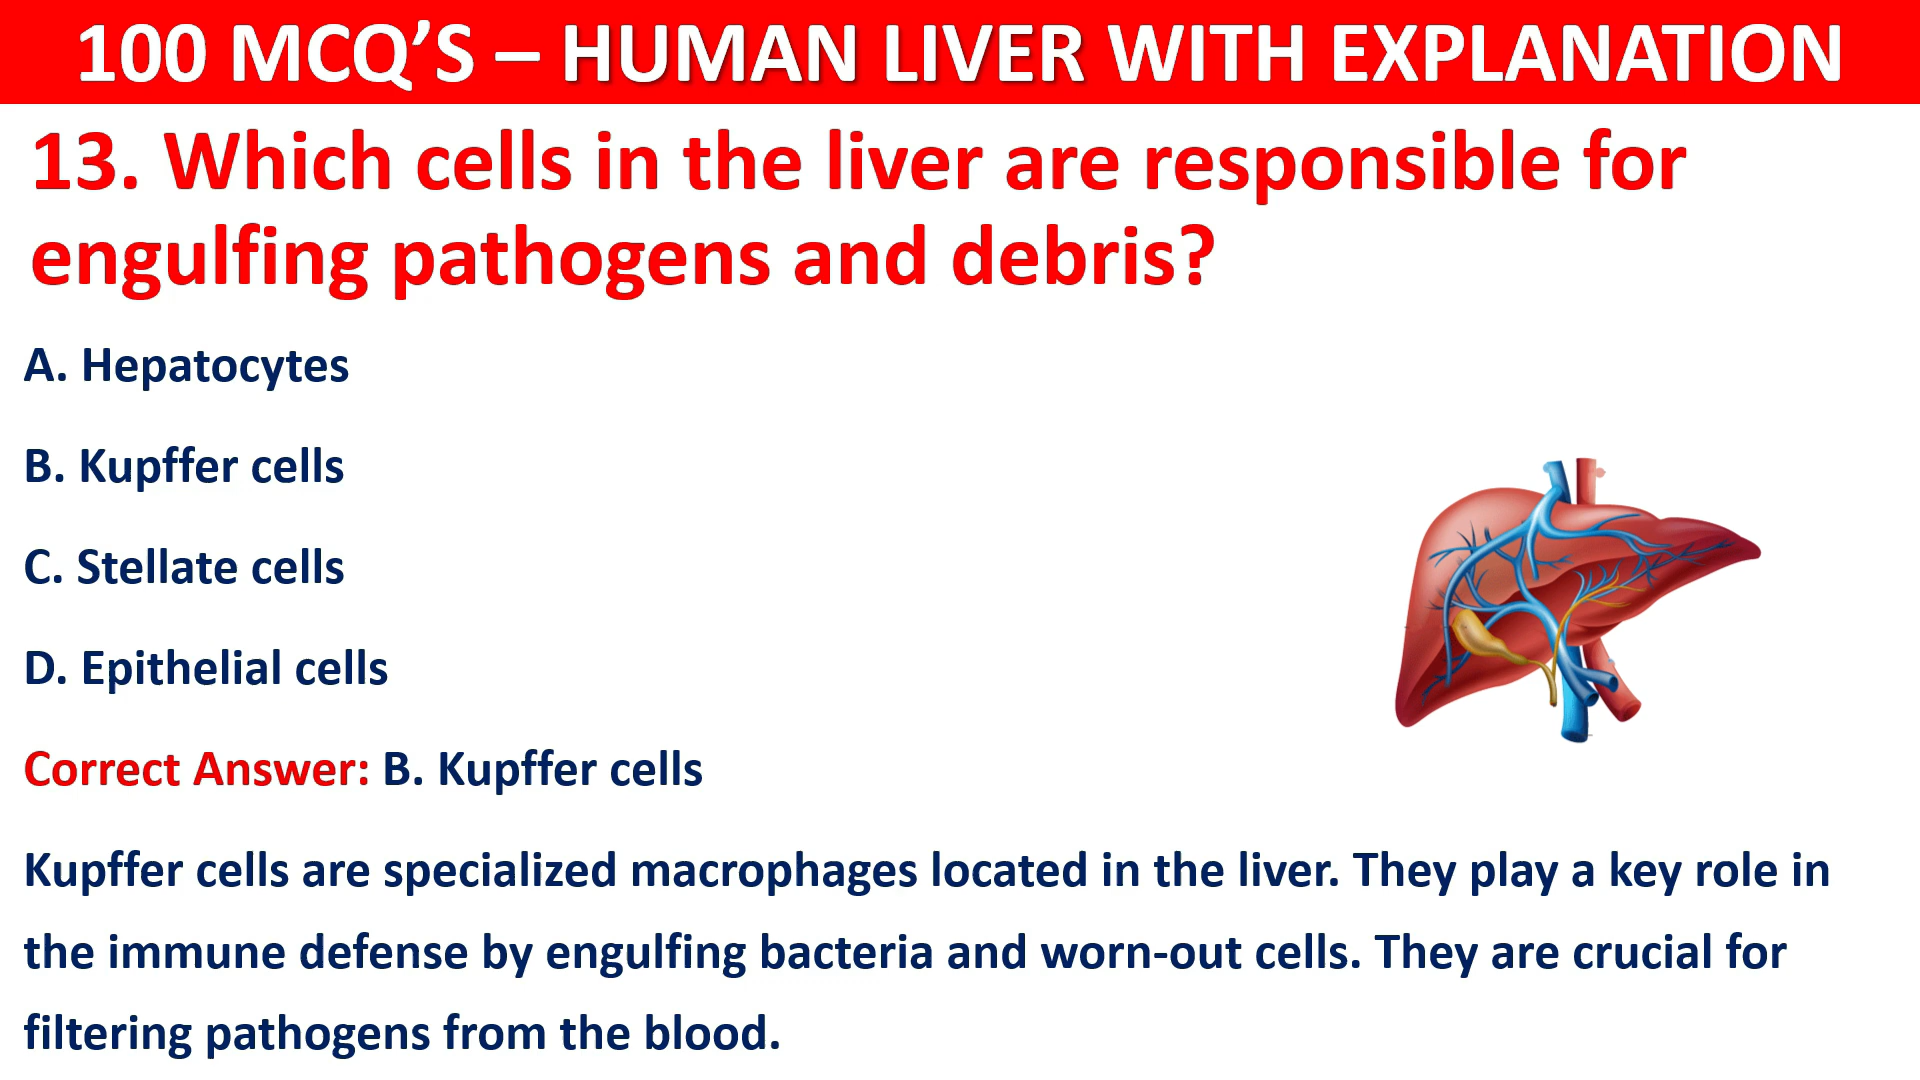 100 MCQ’S – HUMAN LIVER WITH EXPLANATION
13. Which cells in the liver are responsible for
engulfing pathogens and debris?
A. Hepatocytes
B. Kupffer cells
C. Stellate cells
D. Epithelial cells
Correct Answer: B. Kupffer cells
Kupffer cells are specialized macrophages located in the liver. They play a key role in
the immune defense by engulfing bacteria and worn-out cells. They are crucial for
filtering pathogens from the blood.